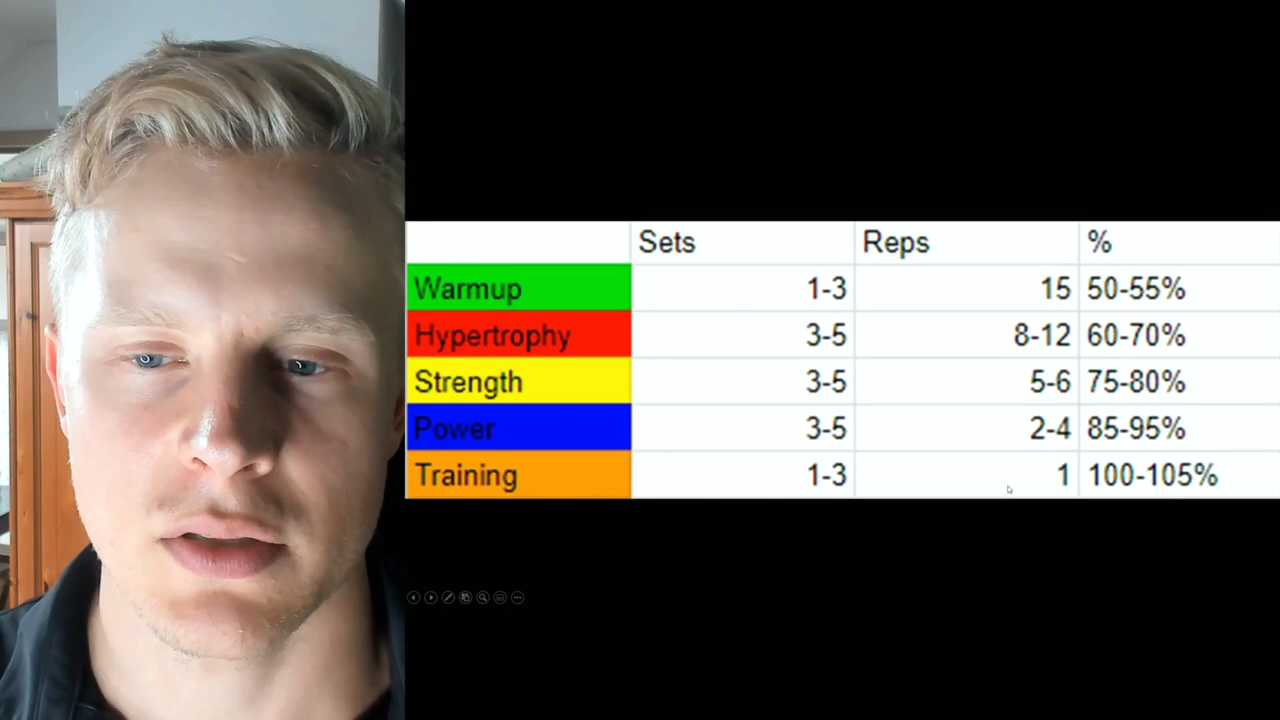 Sets Reps %
Warmup 1-3 15 50-55%
Hypertrophy 3-5 8-12 60-70%
Strength 3-5 5-6 75-80%
Power 3-5 2-4 85-95%
Training 1-3 1 100-105%